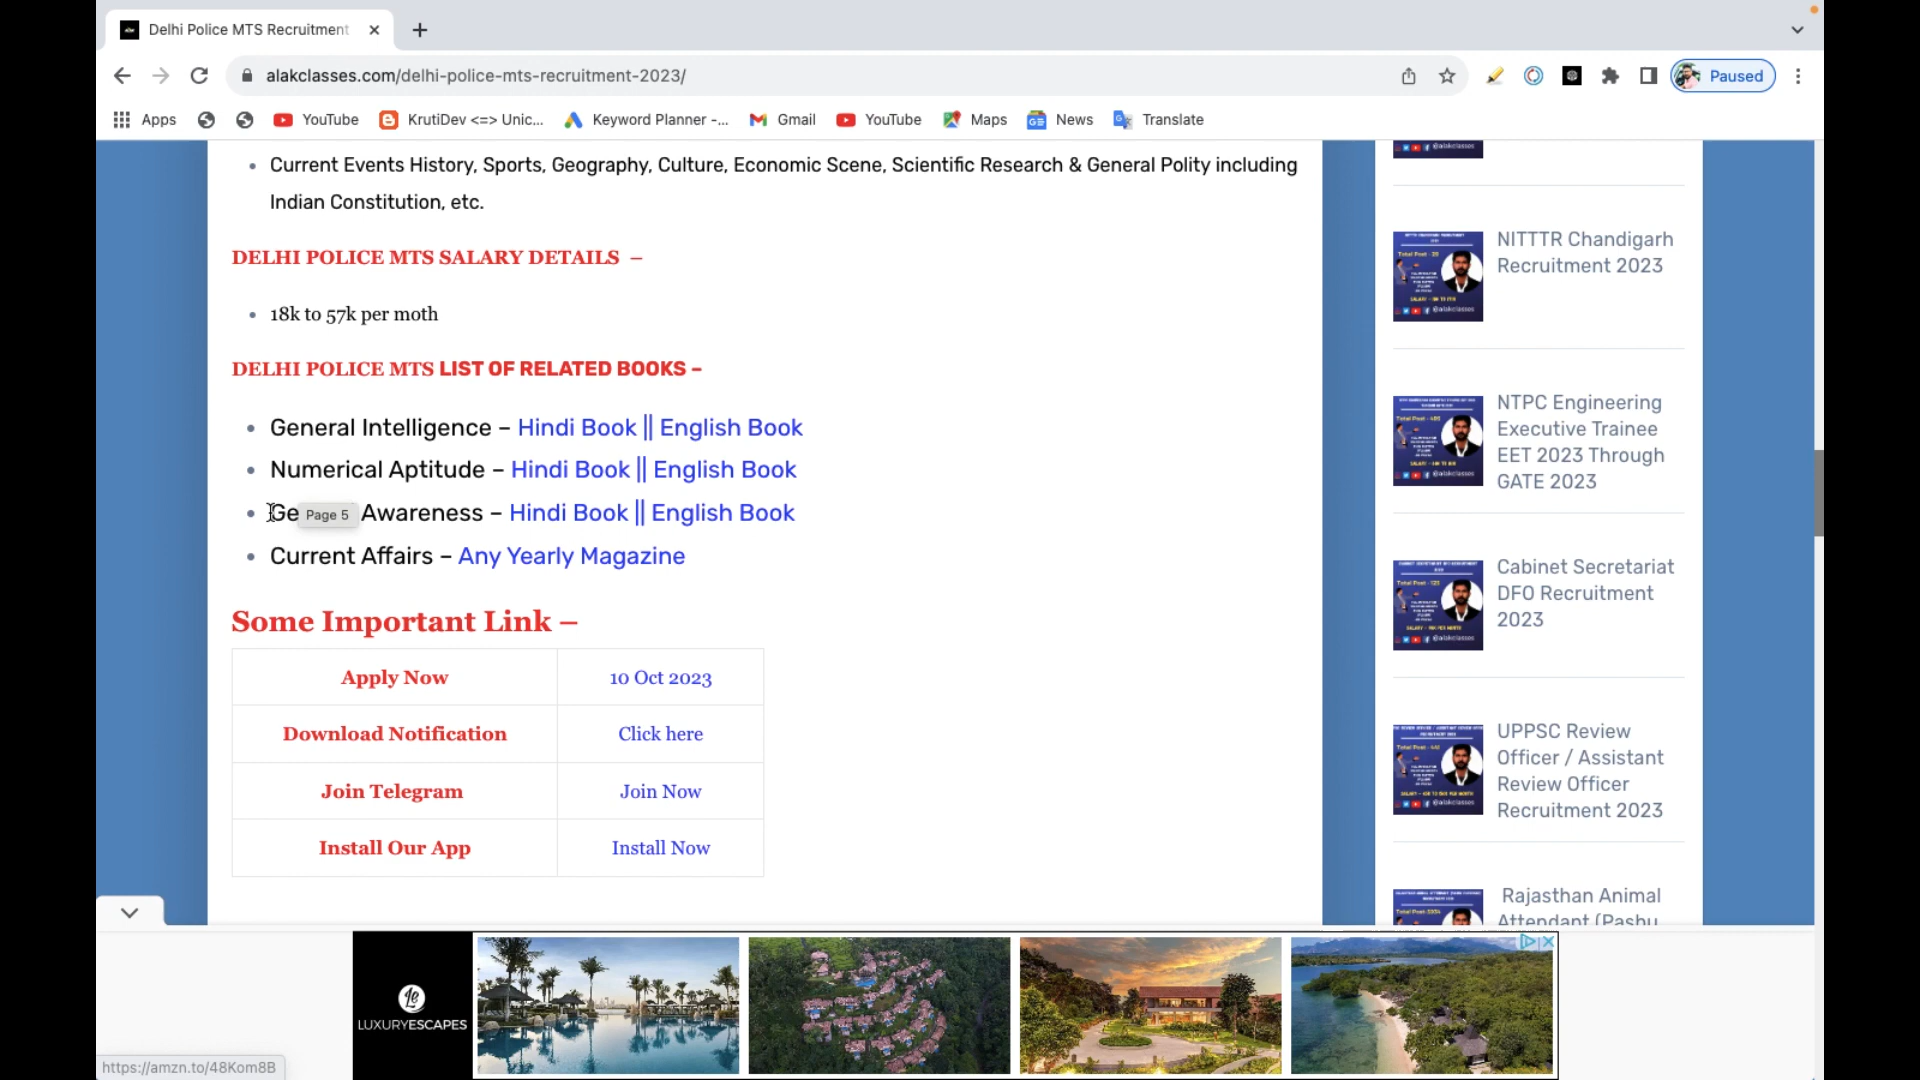 Delhi Police MTS Recruitment
alakclasses.com/delhi-police-mts-recruitment-2023/
Paused
Apps
YouTube
KrutiDev <=> Unic...
Keyword Planner -...
Gmail
YouTube
Maps
News
Translate
Current Events History, Sports, Geography, Culture, Economic Scene, Scientific Research & General Polity including
Indian Constitution, etc.
DELHI POLICE MTS SALARY DETAILS –
18k to 57k per moth
DELHI POLICE MTS LIST OF RELATED BOOKS –
General Intelligence – Hindi Book || English Book
Numerical Aptitude – Hindi Book || English Book
Ge Page 5 Awareness – Hindi Book || English Book
Current Affairs – Any Yearly Magazine
Some Important Link –
Apply Now 10 Oct 2023
Download Notification Click here
Join Telegram Join Now
Install Our App Install Now
@alakclasses
NITTTR Chandigarh
Recruitment 2023
@alakclasses
NTPC Engineering
Executive Trainee
EET 2023 Through
GATE 2023
@alakclasses
Cabinet Secretariat
DFO Recruitment
2023
@alakclasses
UPPSC Review
Officer / Assistant
Review Officer
Recruitment 2023
@alakclasses
Rajasthan Animal
Attendant (Pashu
LUXURYESCAPES
https://amzn.to/48Kom8B